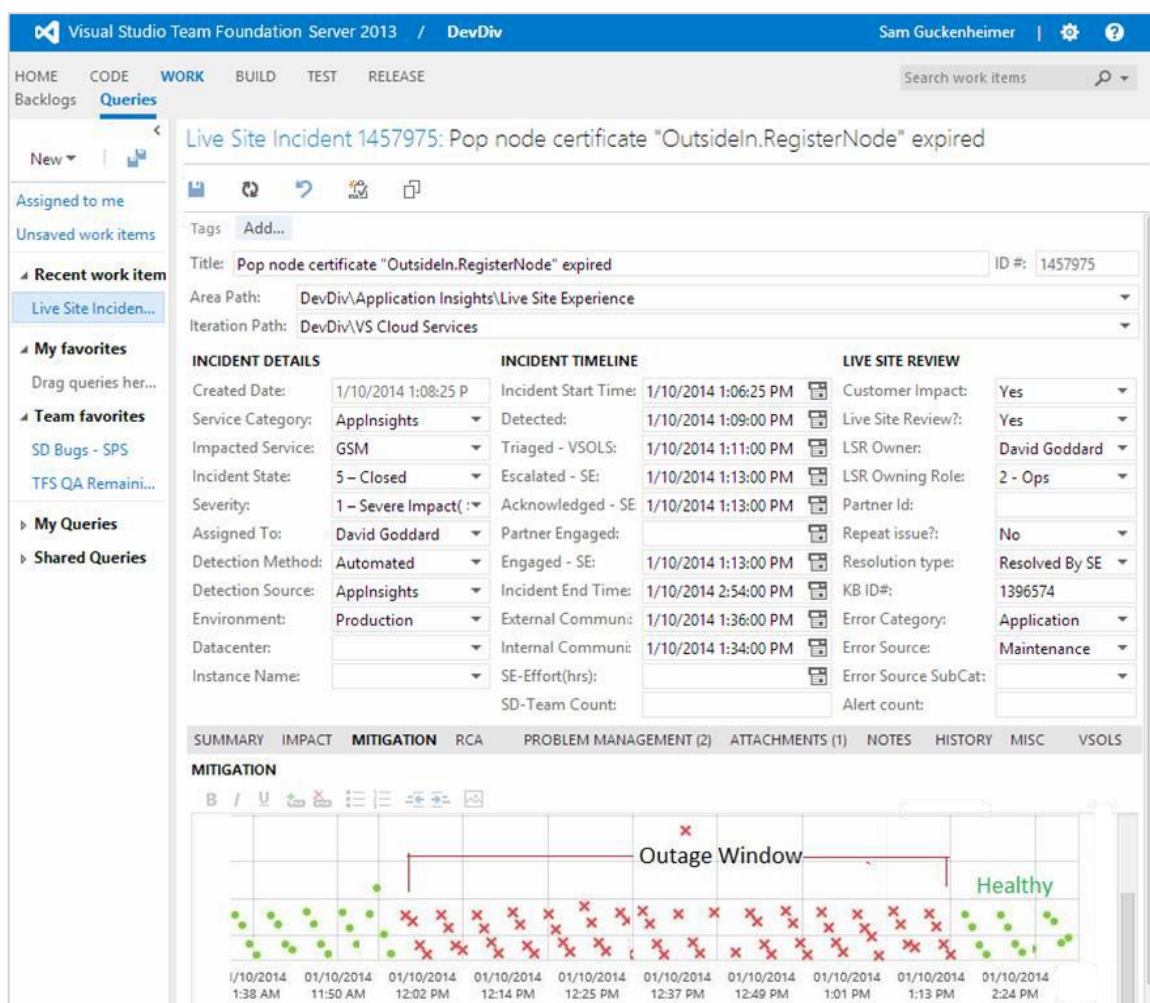 Visual Studio Team Foundation Server 2013 / DevDiv Sam Guckenheimer |
HOME CODE WORK BUILD TEST RELEASE Search work items
Backlogs Queries
New
Live Site Incident 1457975: Pop node certificate "OutsideIn.RegisterNode" expired
Assigned to me
Unsaved work items
Recent work item
Live Site Inciden...
My favorites
Drag queries her...
Team favorites
SD Bugs - SPS
TFS QA Remaini...
My Queries
Shared Queries
Tags Add...
Title: Pop node certificate "OutsideIn.RegisterNode" expired ID #: 1457975
Area Path: DevDiv\Application Insights\Live Site Experience
Iteration Path: DevDiv\VS Cloud Services
INCIDENT DETAILS INCIDENT TIMELINE LIVE SITE REVIEW
Created Date: 1/10/2014 1:08:25 P Incident Start Time: 1/10/2014 1:06:25 PM Customer Impact: Yes
Service Category: AppInsights Detected: 1/10/2014 1:09:00 PM Live Site Review?: Yes
Impacted Service: GSM Triaged - VSOLS: 1/10/2014 1:11:00 PM LSR Owner: David Goddard
Incident State: 5 – Closed Escalated - SE: 1/10/2014 1:13:00 PM LSR Owning Role: 2 - Ops
Severity: 1 – Severe Impact( Acknowledged - SE 1/10/2014 1:13:00 PM Partner Id:
Assigned To: David Goddard Partner Engaged: Repeat issue?: No
Detection Method: Automated Engaged - SE: 1/10/2014 1:13:00 PM Resolution type: Resolved By SE
Detection Source: AppInsights Incident End Time: 1/10/2014 2:54:00 PM KB ID#: 1396574
Environment: Production External Communi: 1/10/2014 1:36:00 PM Error Category: Application
Datacenter: Internal Communi: 1/10/2014 1:34:00 PM Error Source: Maintenance
Instance Name: SE-Effort(hrs): Error Source SubCat:
SD-Team Count: Alert count:
SUMMARY IMPACT MITIGATION RCA PROBLEM MANAGEMENT (2) ATTACHMENTS (1) NOTES HISTORY MISC VSOLS
MITIGATION
B I U
Outage Window
Healthy
/10/2014 01/10/2014 01/10/2014 01/10/2014 01/10/2014 01/10/2014 01/10/2014 01/10/2014 01/10/2014 01/10/2014
1:38 AM 11:50 AM 12:02 PM 12:14 PM 12:25 PM 12:37 PM 12:49 PM 1:01 PM 1:13 PM 2:24 PM